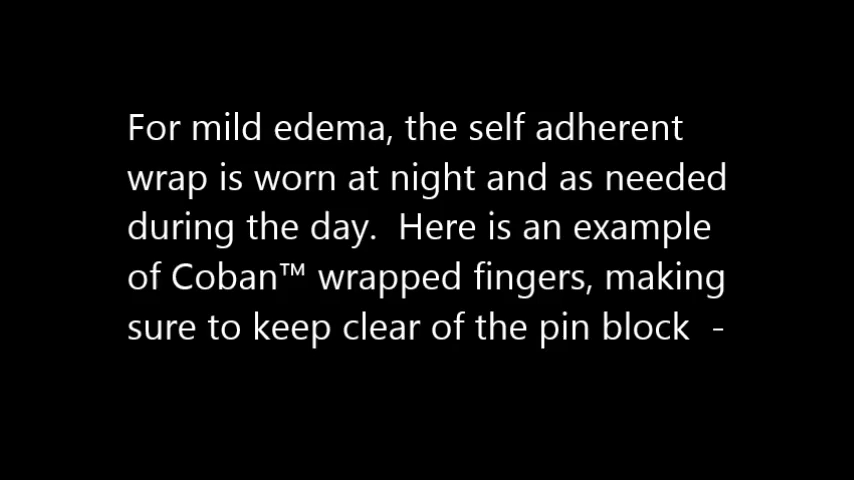 For mild edema, the self adherent
wrap is worn at night and as needed
during the day.  Here is an example
of Coban™ wrapped fingers, making
sure to keep clear of the pin block  -